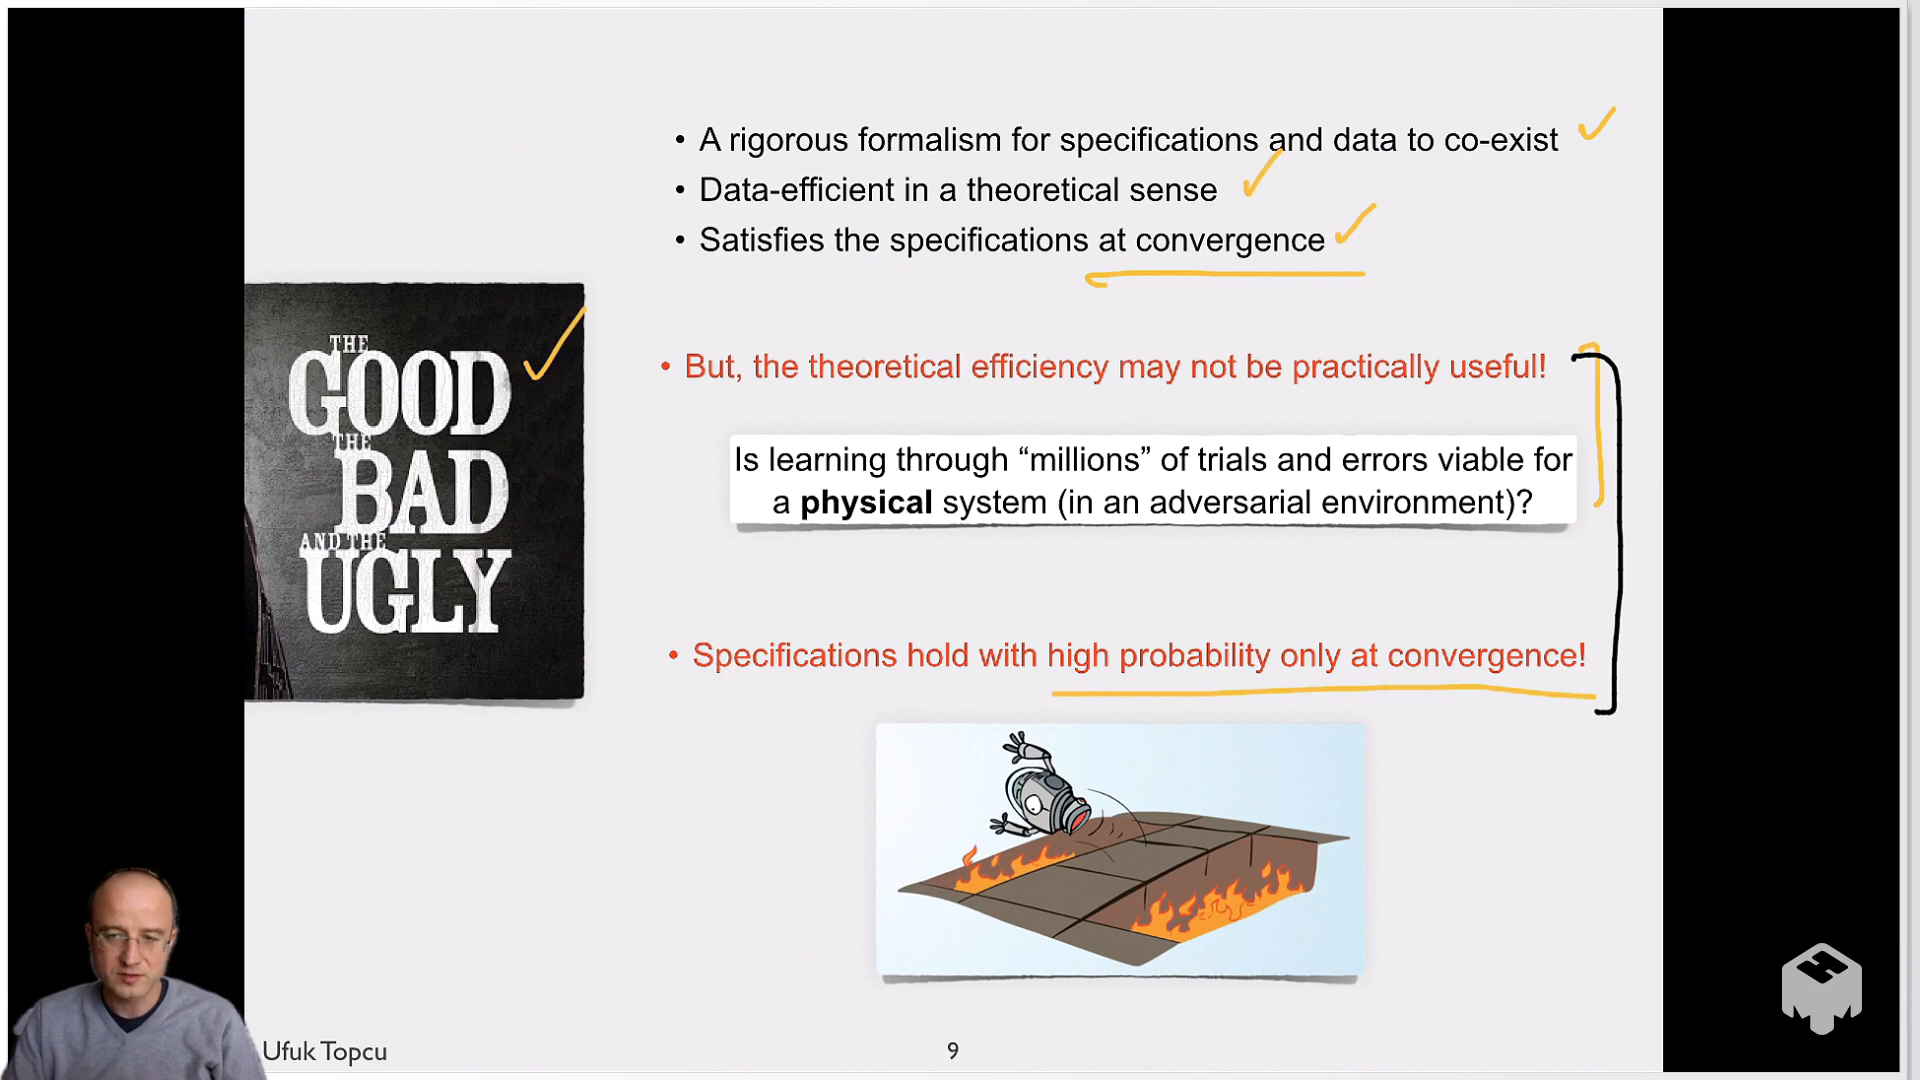 • A rigorous formalism for specifications and data to co-exist
• Data-efficient in a theoretical sense
• Satisfies the specifications at convergence
THE
GOOD
THE
BAD
AND THE
UGLY
• But, the theoretical efficiency may not be practically useful!
Is learning through “millions” of trials and errors viable for
a physical system (in an adversarial environment)?
• Specifications hold with high probability only at convergence!
Ufuk Topcu
9